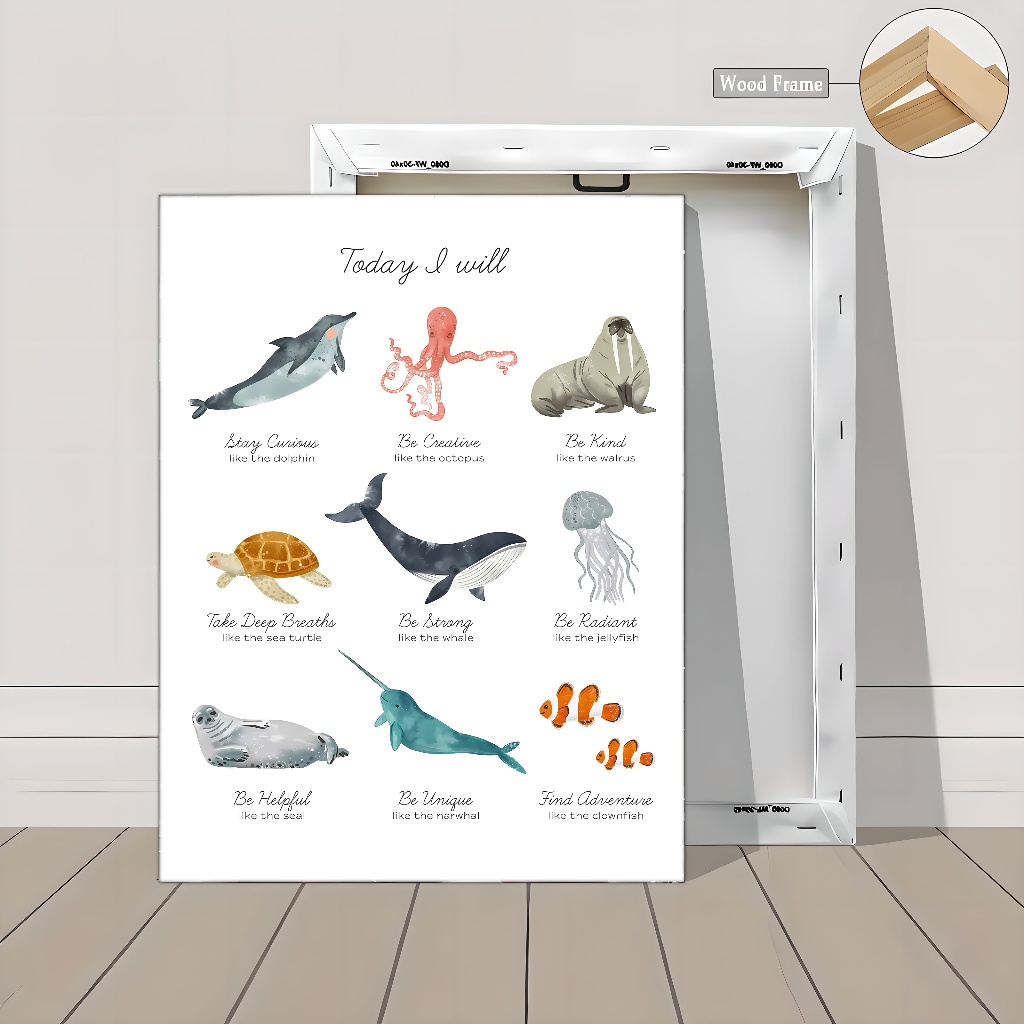 Wood Frame
Today I will
Stay Curious
like the dolphin
Be Creative
like the octopus
Be Kind
like the walrus
Take Deep Breaths
like the sea turtle
Be Strong
like the whale
Be Radiant
like the jellyfish
Be Helpful
like the seal
Be Unique
like the narwhal
Find Adventure
like the clownfish